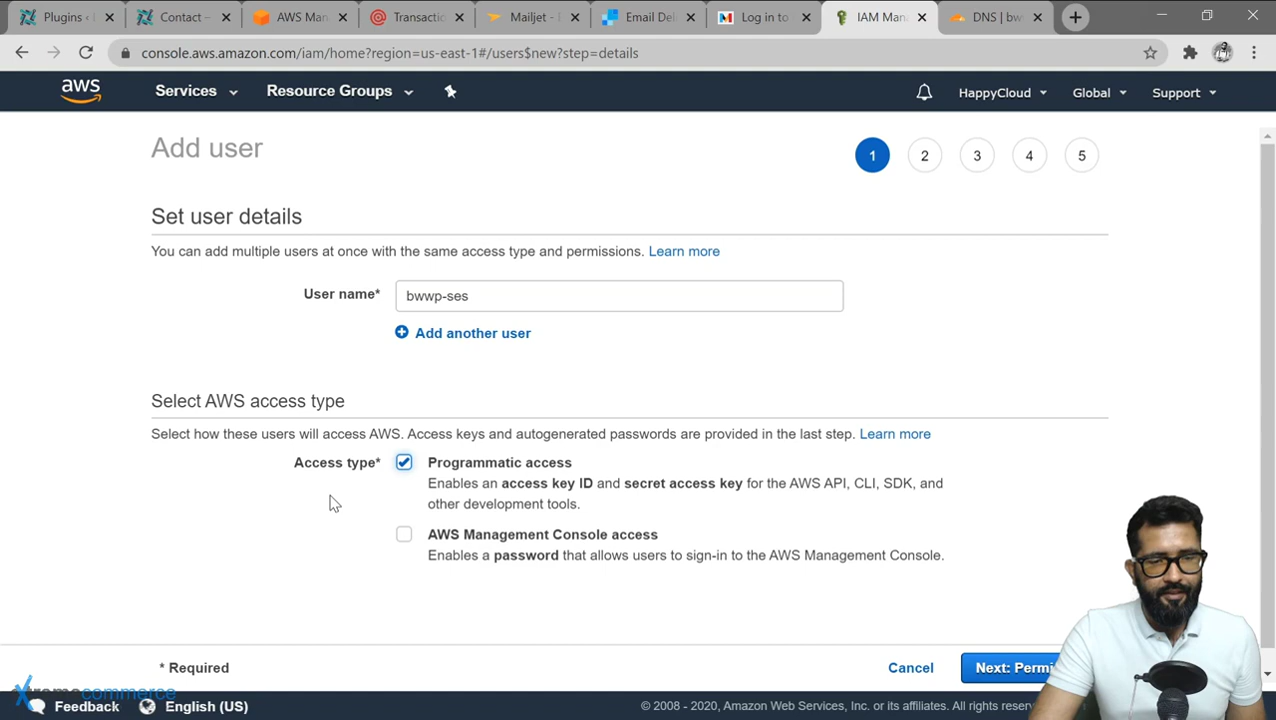 Plugins ‹
Contact –
AWS Man
Transactio
Mailjet -
Email Del
Log in to
IAM Man
DNS | bw
console.aws.amazon.com/iam/home?region=us-east-1#/users$new?step=details
aws Services Resource Groups HappyCloud Global Support
Add user
1 2 3 4 5
Set user details
You can add multiple users at once with the same access type and permissions. Learn more
User name* bwwp-ses
Add another user
Select AWS access type
Select how these users will access AWS. Access keys and autogenerated passwords are provided in the last step. Learn more
Access type* Programmatic access
Enables an access key ID and secret access key for the AWS API, CLI, SDK, and
other development tools.
AWS Management Console access
Enables a password that allows users to sign-in to the AWS Management Console.
* Required Cancel Next: Permi
xtremecommerce
Feedback English (US) © 2008 - 2020, Amazon Web Services, Inc. or its affiliates. All rights rese